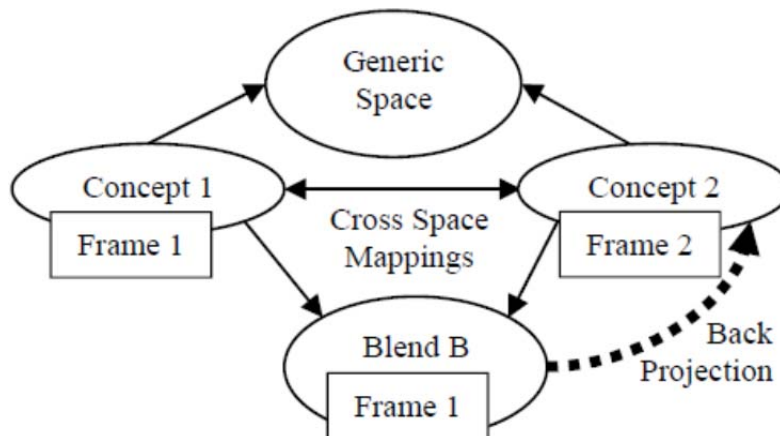 Generic
Space
Concept 1
Concept 2
Frame 1
Cross Space
Mappings
Frame 2
Blend B
Back
Projection
Frame 1